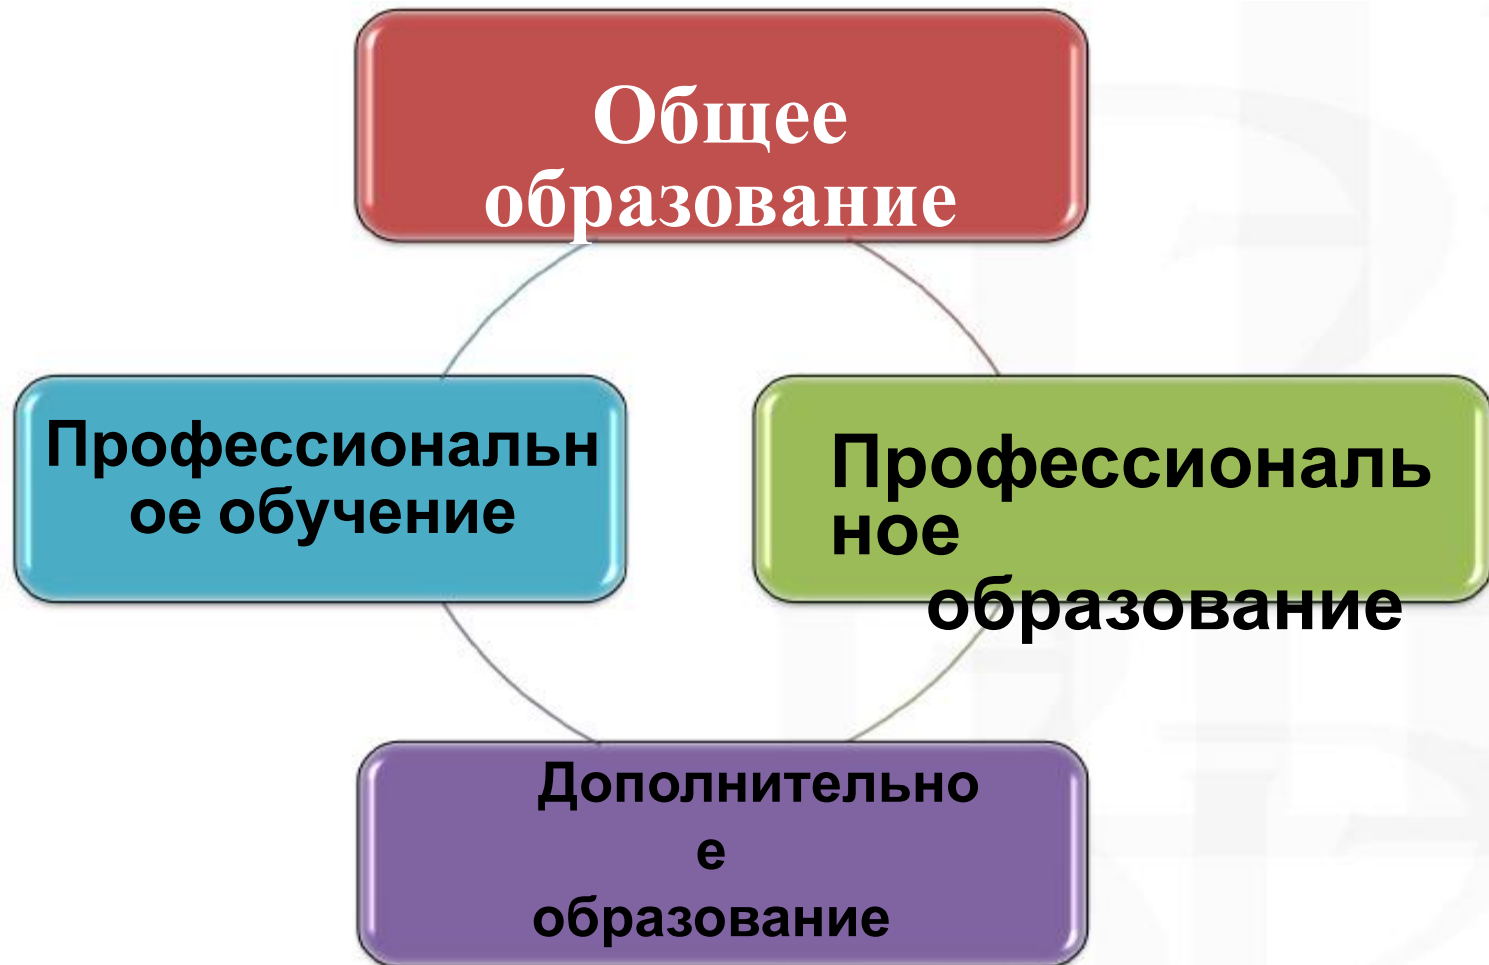 Общее
образование
Профессиональн
ое обучение
Профессиональ
ное
образование
Дополнительно
е
образование